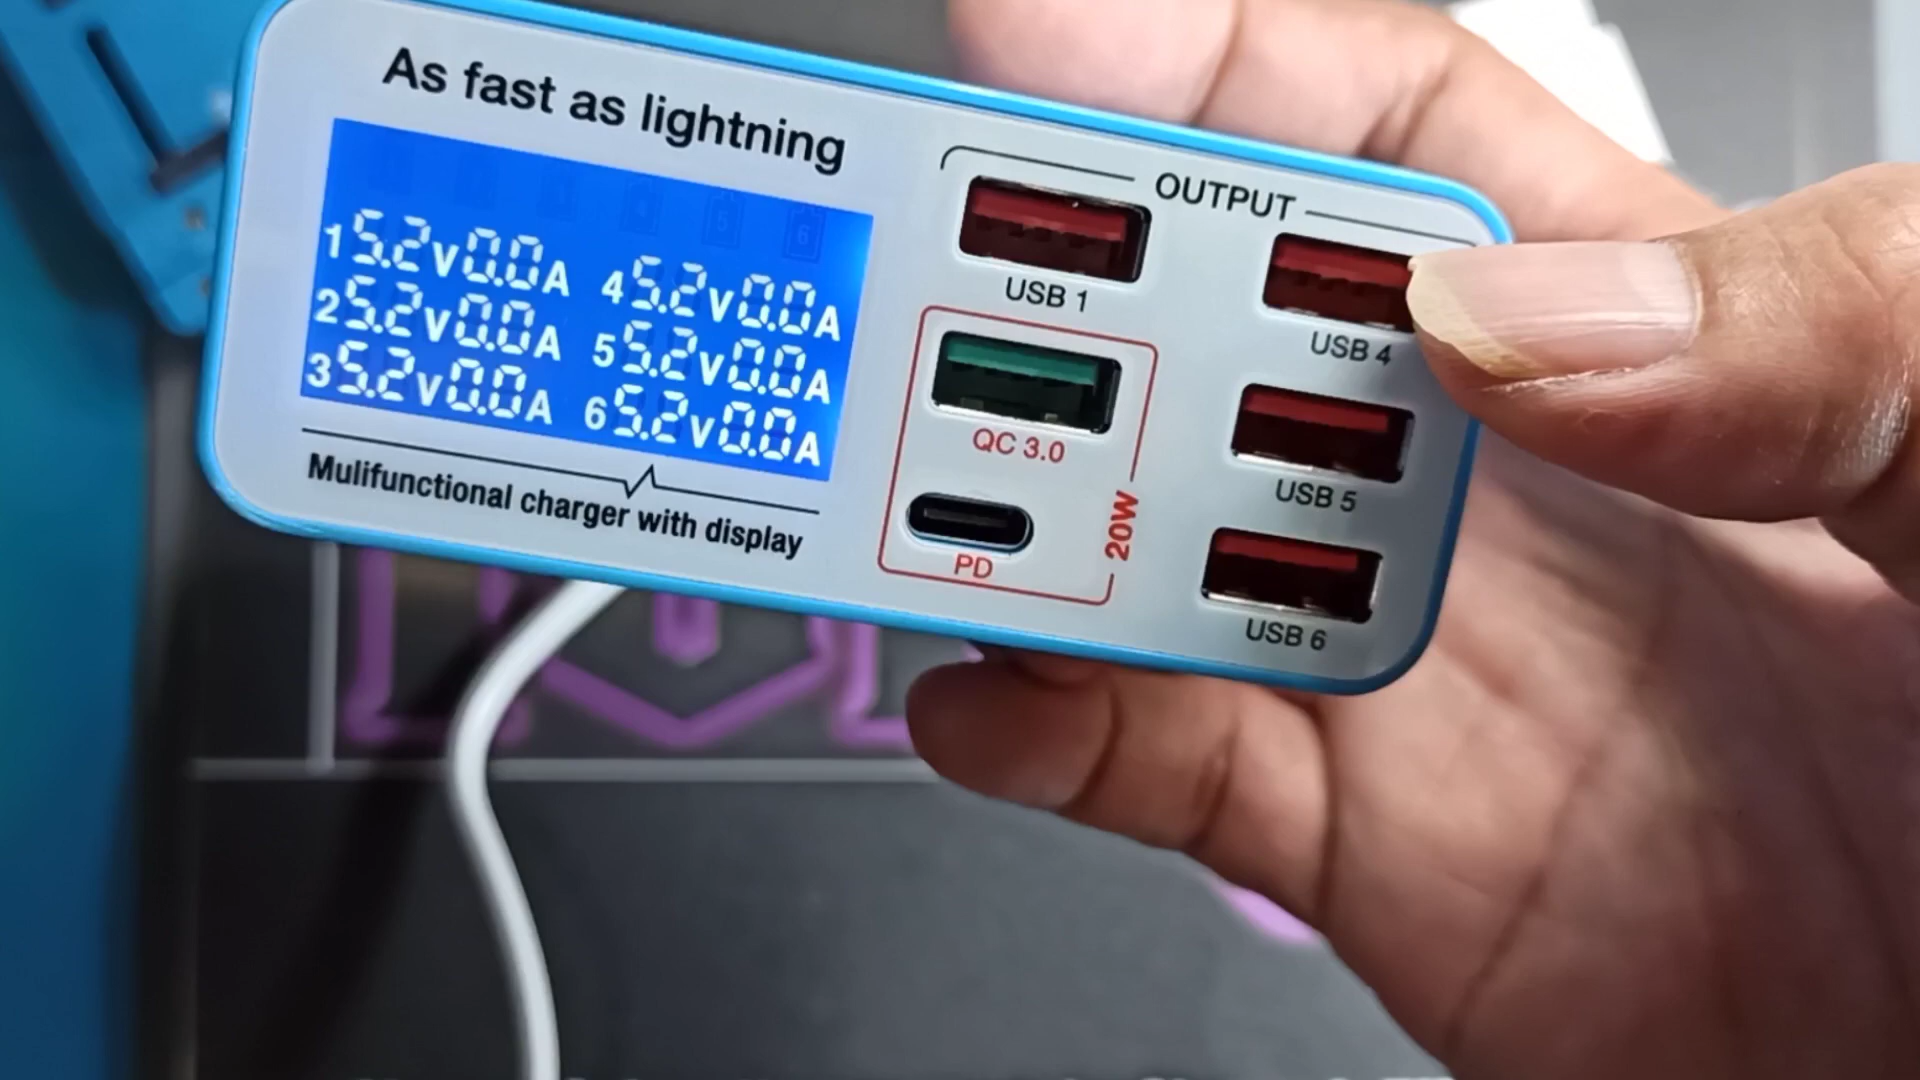 As fast as lightning
1 5.2V 0.0A 4 5.2V 0.0A
2 5.2V 0.0A 5 5.2V 0.0A
3 5.2V 0.0A 6 5.2V 0.0A
Mulifunctional charger with display
OUTPUT
USB 1
QC 3.0
PD
20W
USB 4
USB 5
USB 6